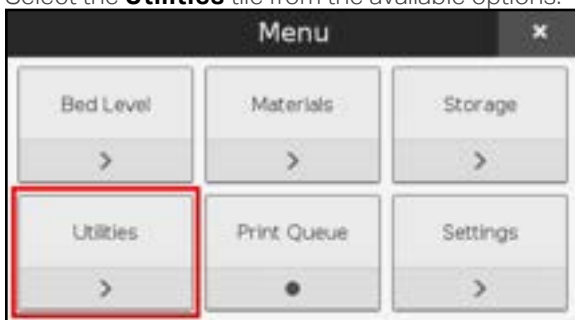 Select the Utilities tile from the available options.
Menu ×
Bed Level Materials Storage
> > >
Utilities Print Queue Settings
> ● >